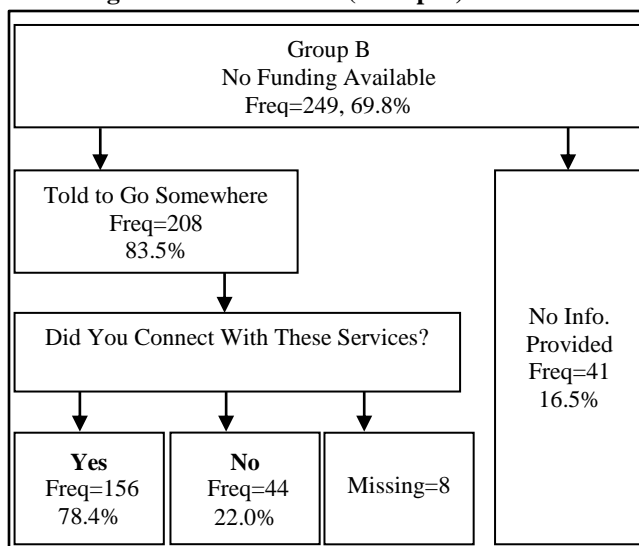 Group B
No Funding Available
Freq=249, 69.8%
Told to Go Somewhere
Freq=208
83.5%
Did You Connect With These Services?
No Info.
Provided
Freq=41
16.5%
Yes
Freq=156
78.4%
No
Freq=44
22.0%
Missing=8